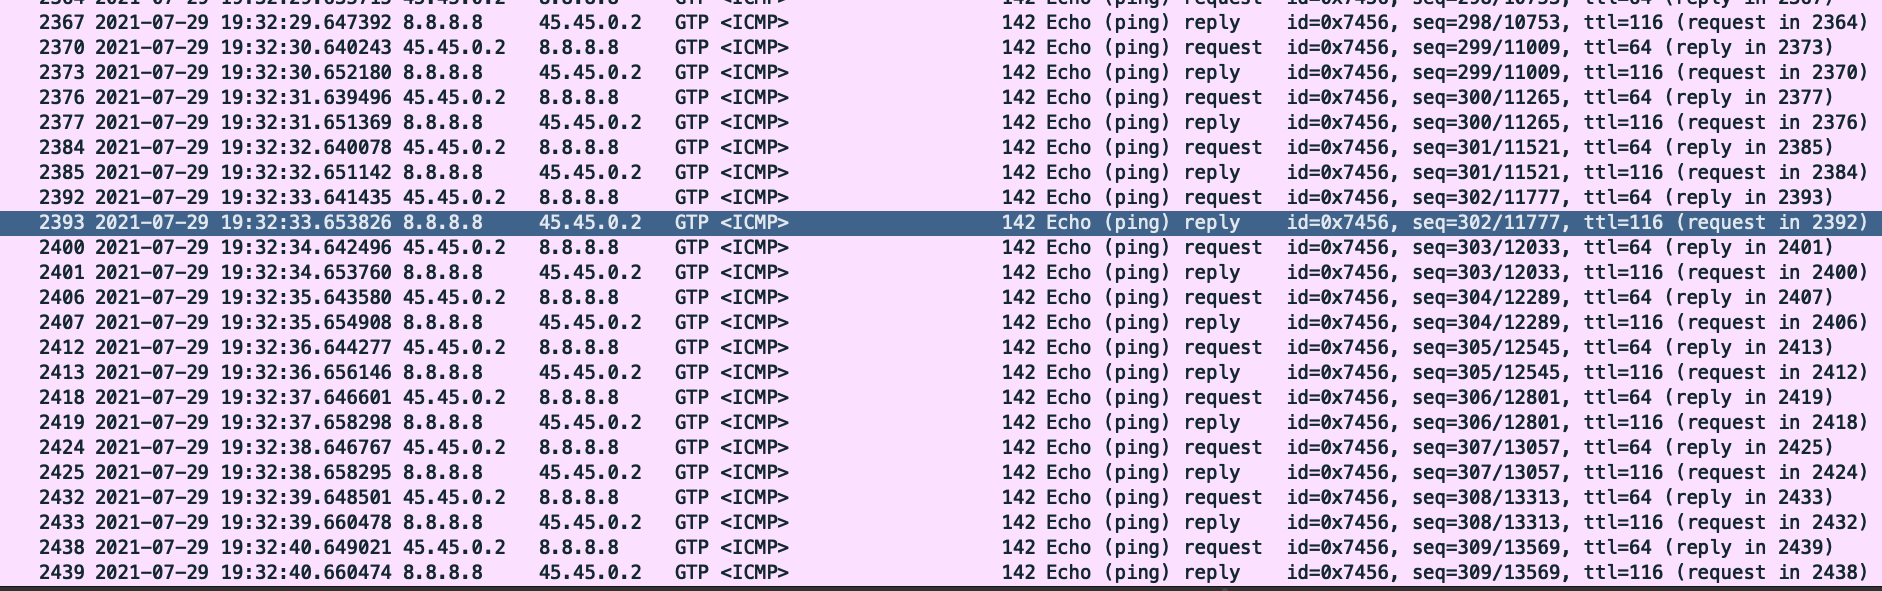 2367 2021-07-29 19:32:29.647392 8.8.8.8 45.45.0.2 GTP <ICMP> 142 Echo (ping) reply id=0x7456, seq=298/10753, ttl=116 (request in 2364)
2370 2021-07-29 19:32:30.640243 45.45.0.2 8.8.8.8 GTP <ICMP> 142 Echo (ping) request id=0x7456, seq=299/11009, ttl=64 (reply in 2373)
2373 2021-07-29 19:32:30.652180 8.8.8.8 45.45.0.2 GTP <ICMP> 142 Echo (ping) reply id=0x7456, seq=299/11009, ttl=116 (request in 2370)
2376 2021-07-29 19:32:31.639496 45.45.0.2 8.8.8.8 GTP <ICMP> 142 Echo (ping) request id=0x7456, seq=300/11265, ttl=64 (reply in 2377)
2377 2021-07-29 19:32:31.651369 8.8.8.8 45.45.0.2 GTP <ICMP> 142 Echo (ping) reply id=0x7456, seq=300/11265, ttl=116 (request in 2376)
2384 2021-07-29 19:32:32.640078 45.45.0.2 8.8.8.8 GTP <ICMP> 142 Echo (ping) request id=0x7456, seq=301/11521, ttl=64 (reply in 2385)
2385 2021-07-29 19:32:32.651142 8.8.8.8 45.45.0.2 GTP <ICMP> 142 Echo (ping) reply id=0x7456, seq=301/11521, ttl=116 (request in 2384)
2392 2021-07-29 19:32:33.641435 45.45.0.2 8.8.8.8 GTP <ICMP> 142 Echo (ping) request id=0x7456, seq=302/11777, ttl=64 (reply in 2393)
2393 2021-07-29 19:32:33.653826 8.8.8.8 45.45.0.2 GTP <ICMP> 142 Echo (ping) reply id=0x7456, seq=302/11777, ttl=116 (request in 2392)
2400 2021-07-29 19:32:34.642496 45.45.0.2 8.8.8.8 GTP <ICMP> 142 Echo (ping) request id=0x7456, seq=303/12033, ttl=64 (reply in 2401)
2401 2021-07-29 19:32:34.653760 8.8.8.8 45.45.0.2 GTP <ICMP> 142 Echo (ping) reply id=0x7456, seq=303/12033, ttl=116 (request in 2400)
2406 2021-07-29 19:32:35.643580 45.45.0.2 8.8.8.8 GTP <ICMP> 142 Echo (ping) request id=0x7456, seq=304/12289, ttl=64 (reply in 2407)
2407 2021-07-29 19:32:35.654908 8.8.8.8 45.45.0.2 GTP <ICMP> 142 Echo (ping) reply id=0x7456, seq=304/12289, ttl=116 (request in 2406)
2412 2021-07-29 19:32:36.644277 45.45.0.2 8.8.8.8 GTP <ICMP> 142 Echo (ping) request id=0x7456, seq=305/12545, ttl=64 (reply in 2413)
2413 2021-07-29 19:32:36.656146 8.8.8.8 45.45.0.2 GTP <ICMP> 142 Echo (ping) reply id=0x7456, seq=305/12545, ttl=116 (request in 2412)
2418 2021-07-29 19:32:37.646601 45.45.0.2 8.8.8.8 GTP <ICMP> 142 Echo (ping) request id=0x7456, seq=306/12801, ttl=64 (reply in 2419)
2419 2021-07-29 19:32:37.658298 8.8.8.8 45.45.0.2 GTP <ICMP> 142 Echo (ping) reply id=0x7456, seq=306/12801, ttl=116 (request in 2418)
2424 2021-07-29 19:32:38.646767 45.45.0.2 8.8.8.8 GTP <ICMP> 142 Echo (ping) request id=0x7456, seq=307/13057, ttl=64 (reply in 2425)
2425 2021-07-29 19:32:38.658295 8.8.8.8 45.45.0.2 GTP <ICMP> 142 Echo (ping) reply id=0x7456, seq=307/13057, ttl=116 (request in 2424)
2432 2021-07-29 19:32:39.648501 45.45.0.2 8.8.8.8 GTP <ICMP> 142 Echo (ping) request id=0x7456, seq=308/13313, ttl=64 (reply in 2433)
2433 2021-07-29 19:32:39.660478 8.8.8.8 45.45.0.2 GTP <ICMP> 142 Echo (ping) reply id=0x7456, seq=308/13313, ttl=116 (request in 2432)
2438 2021-07-29 19:32:40.649021 45.45.0.2 8.8.8.8 GTP <ICMP> 142 Echo (ping) request id=0x7456, seq=309/13569, ttl=64 (reply in 2439)
2439 2021-07-29 19:32:40.660474 8.8.8.8 45.45.0.2 GTP <ICMP> 142 Echo (ping) reply id=0x7456, seq=309/13569, ttl=116 (request in 2438)